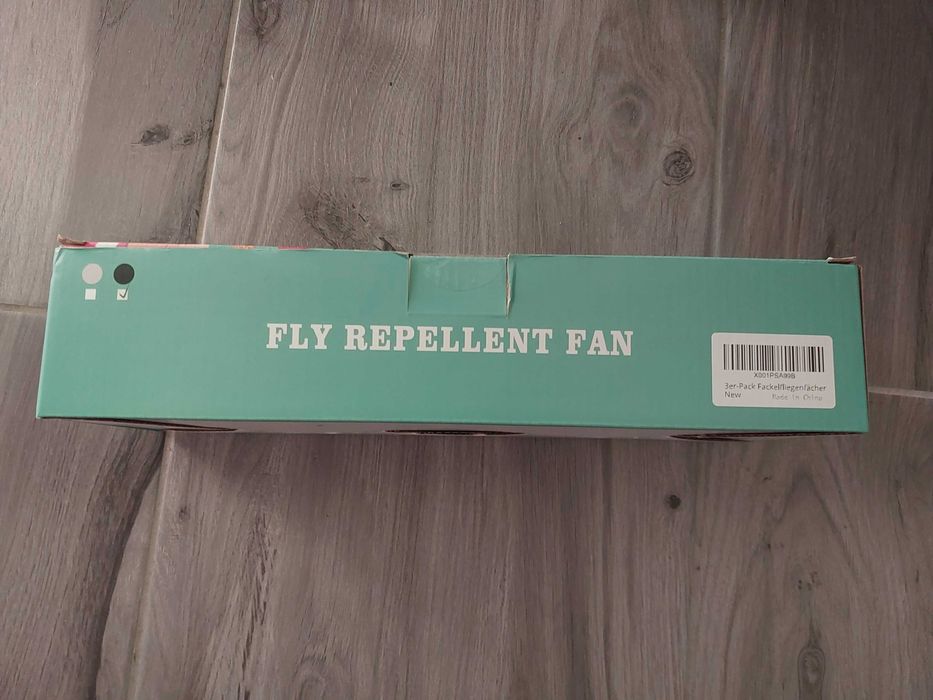 FLY REPELLENT FAN
X001PSA99B
3er-Pack Fackelfliegenfächer
New Made in China